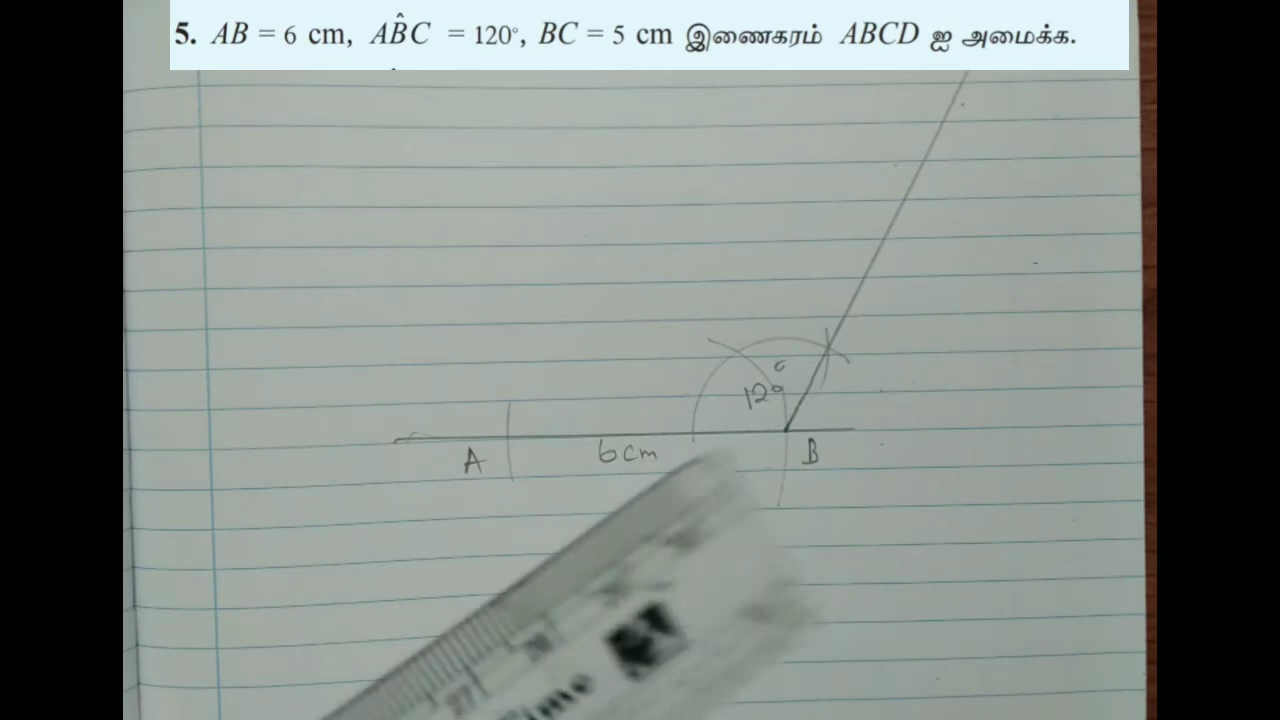 5. AB = 6 cm, AB̂C = 120°, BC = 5 cm இணைகரம் ABCD ஐ அமைக்க.
120°
A 6cm B